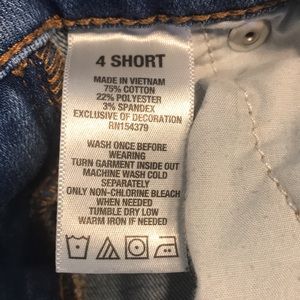 4 SHORT
MADE IN VIETNAM
75% COTTON
22% POLYESTER
3% SPANDEX
EXCLUSIVE OF DECORATION
RN154379
WASH ONCE BEFORE
WEARING
TURN GARMENT INSIDE OUT
MACHINE WASH COLD
SEPARATELY
ONLY NON-CHLORINE BLEACH
WHEN NEEDED
TUMBLE DRY LOW
WARM IRON IF NEEDED